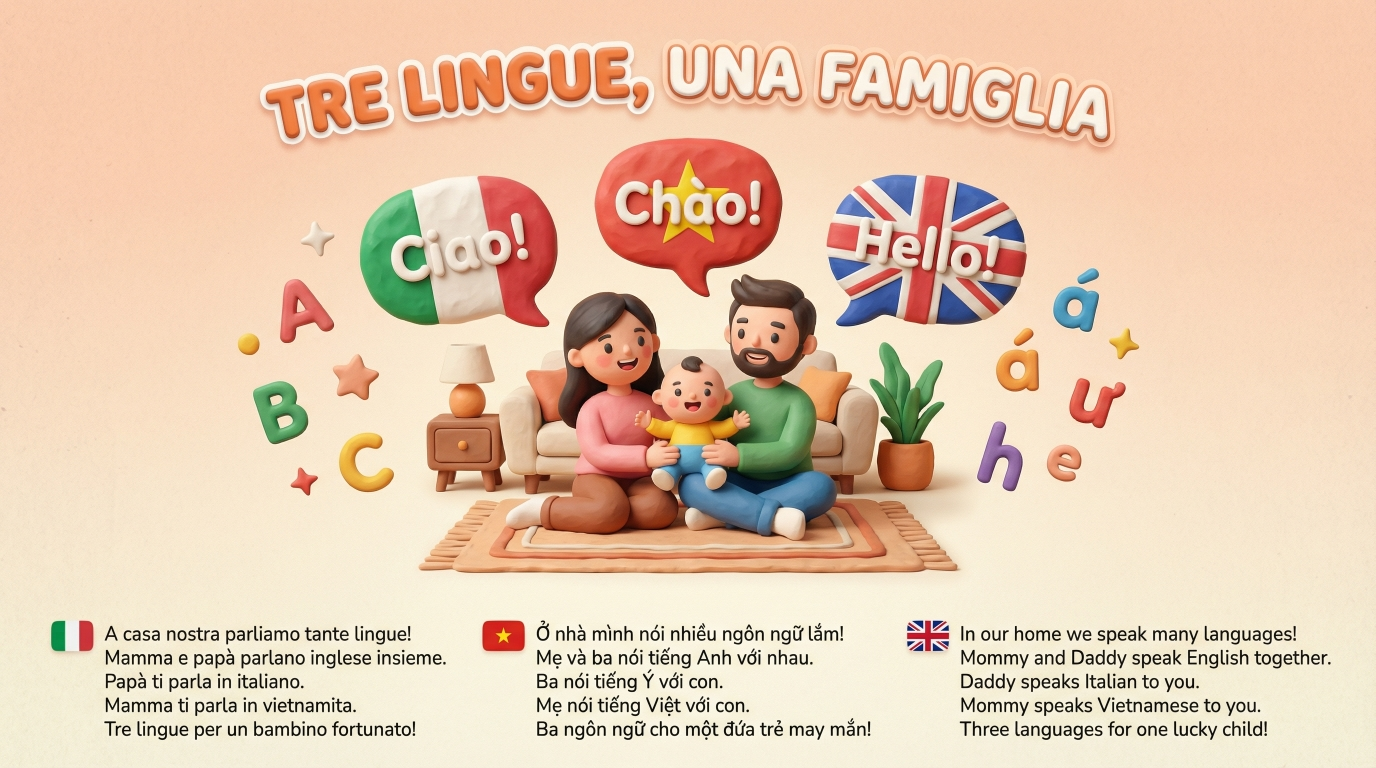 TRE LINGUE, UNA FAMIGLIA
Ciao!
Chào!
Hello!
A
B
C
á
á
ư
h
e
A casa nostra parliamo tante lingue!
Mamma e papà parlano inglese insieme.
Papà ti parla in italiano.
Mamma ti parla in vietnamita.
Tre lingue per un bambino fortunato!
Ở nhà mình nói nhiều ngôn ngữ lắm!
Mẹ và ba nói tiếng Anh với nhau.
Ba nói tiếng Ý với con.
Mẹ nói tiếng Việt với con.
Ba ngôn ngữ cho một đứa trẻ may mắn!
In our home we speak many languages!
Mommy and Daddy speak English together.
Daddy speaks Italian to you.
Mommy speaks Vietnamese to you.
Three languages for one lucky child!